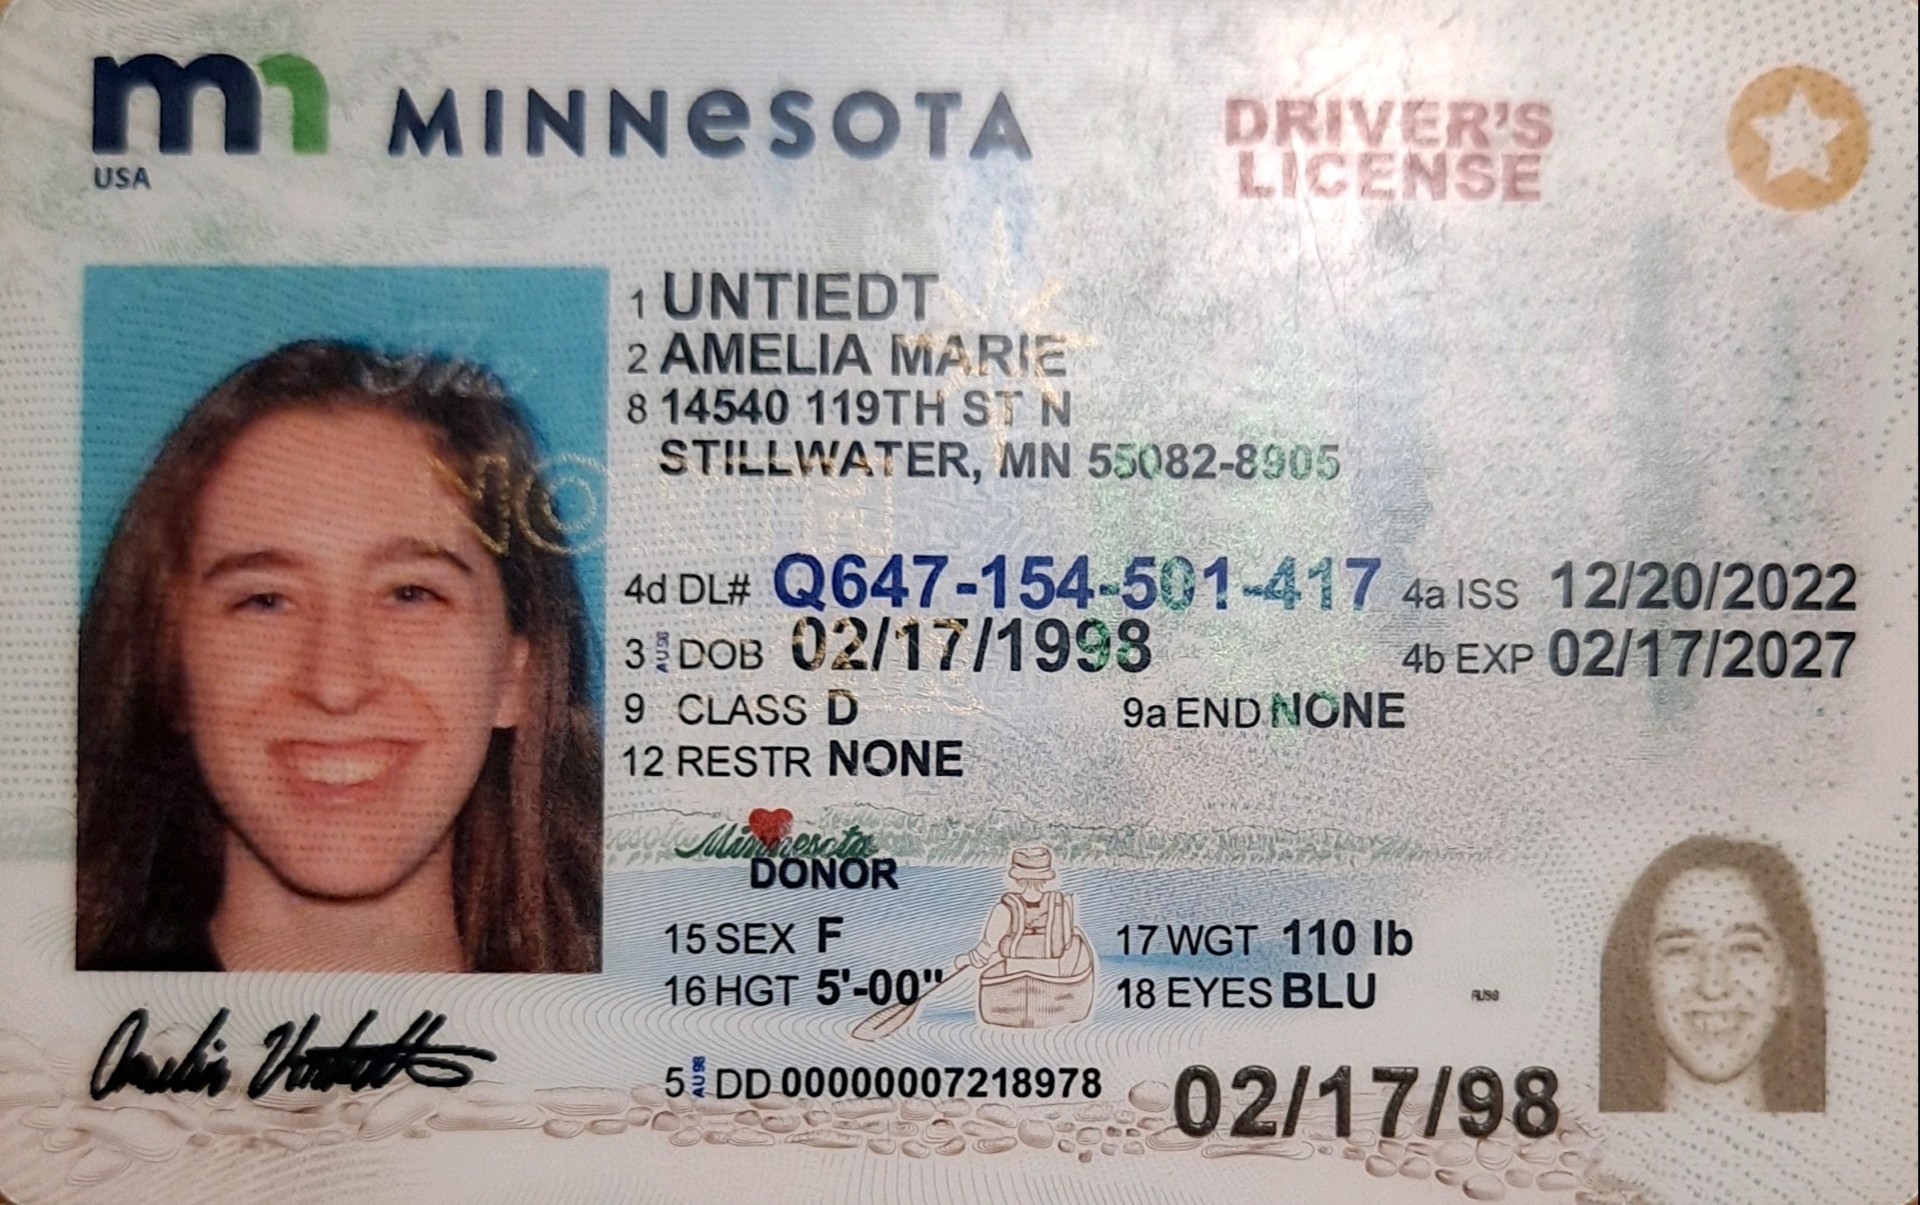 mn MINNESOTA
USA
DRIVER'S
LICENSE
1 UNTIEDT
2 AMELIA MARIE
8 14540 119TH ST N
STILLWATER, MN 55082-8905
4d DL# Q647-154-501-417 4a ISS 12/20/2022
3 DOB 02/17/1998 4b EXP 02/17/2027
9 CLASS D 9a END NONE
12 RESTR NONE
Minnesota
DONOR
15 SEX F 17 WGT 110 lb
16 HGT 5'-00" 18 EYES BLU
5 DD 00000007218978
02/17/98